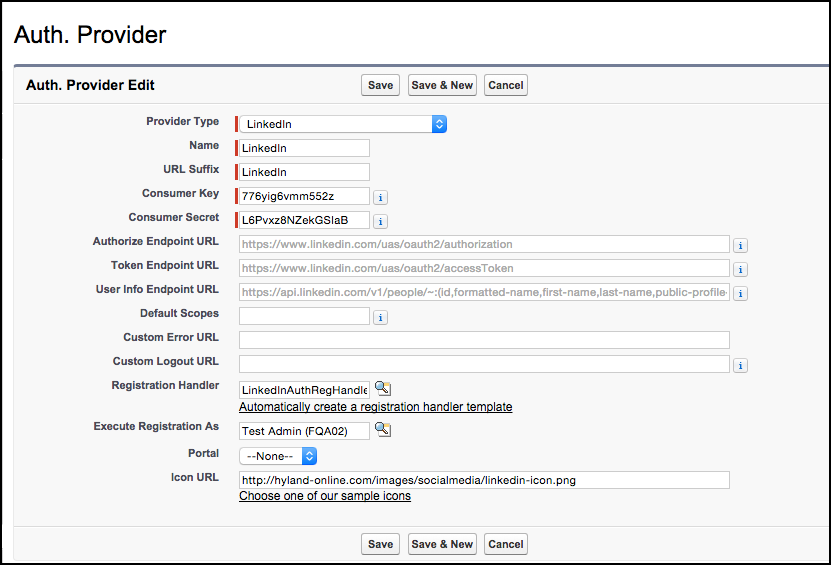 Auth. Provider
Auth. Provider Edit Save Save & New Cancel
Provider Type LinkedIn
Name LinkedIn
URL Suffix LinkedIn
Consumer Key 776yig6vmm552z i
Consumer Secret L6Pvxz8NZekGSIaB i
Authorize Endpoint URL https://www.linkedin.com/uas/oauth2/authorization i
Token Endpoint URL https://www.linkedin.com/uas/oauth2/accessToken i
User Info Endpoint URL https://api.linkedin.com/v1/people/~:(id,formatted-name,first-name,last-name,public-profile- i
Default Scopes i
Custom Error URL
Custom Logout URL i
Registration Handler LinkedInAuthRegHandle
Automatically create a registration handler template
Execute Registration As Test Admin (FQA02)
Portal --None--
Icon URL http://hyland-online.com/images/socialmedia/linkedin-icon.png
Choose one of our sample icons
Save Save & New Cancel